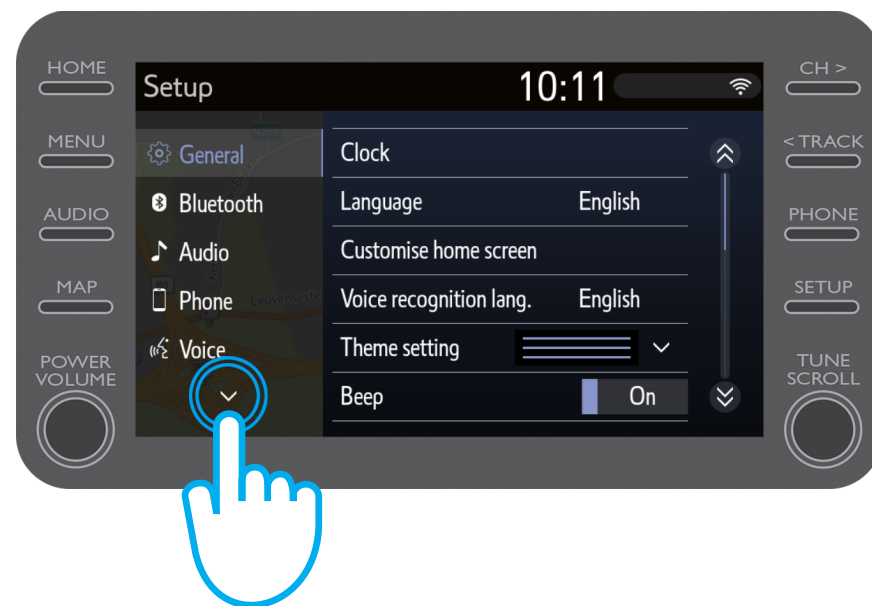 HOME
MENU
AUDIO
MAP
POWER
VOLUME
Setup 10:11
General
Bluetooth
Audio
Phone
Voice
Clock
Language English
Customise home screen
Voice recognition lang. English
Theme setting
Beep On
CH >
< TRACK
PHONE
SETUP
TUNE
SCROLL